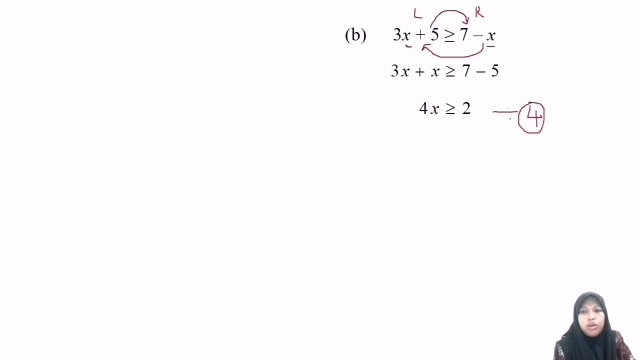 L R
(b) 3x + 5 ≥ 7 − x
3x + x ≥ 7 − 5
4x ≥ 2 ÷ 4